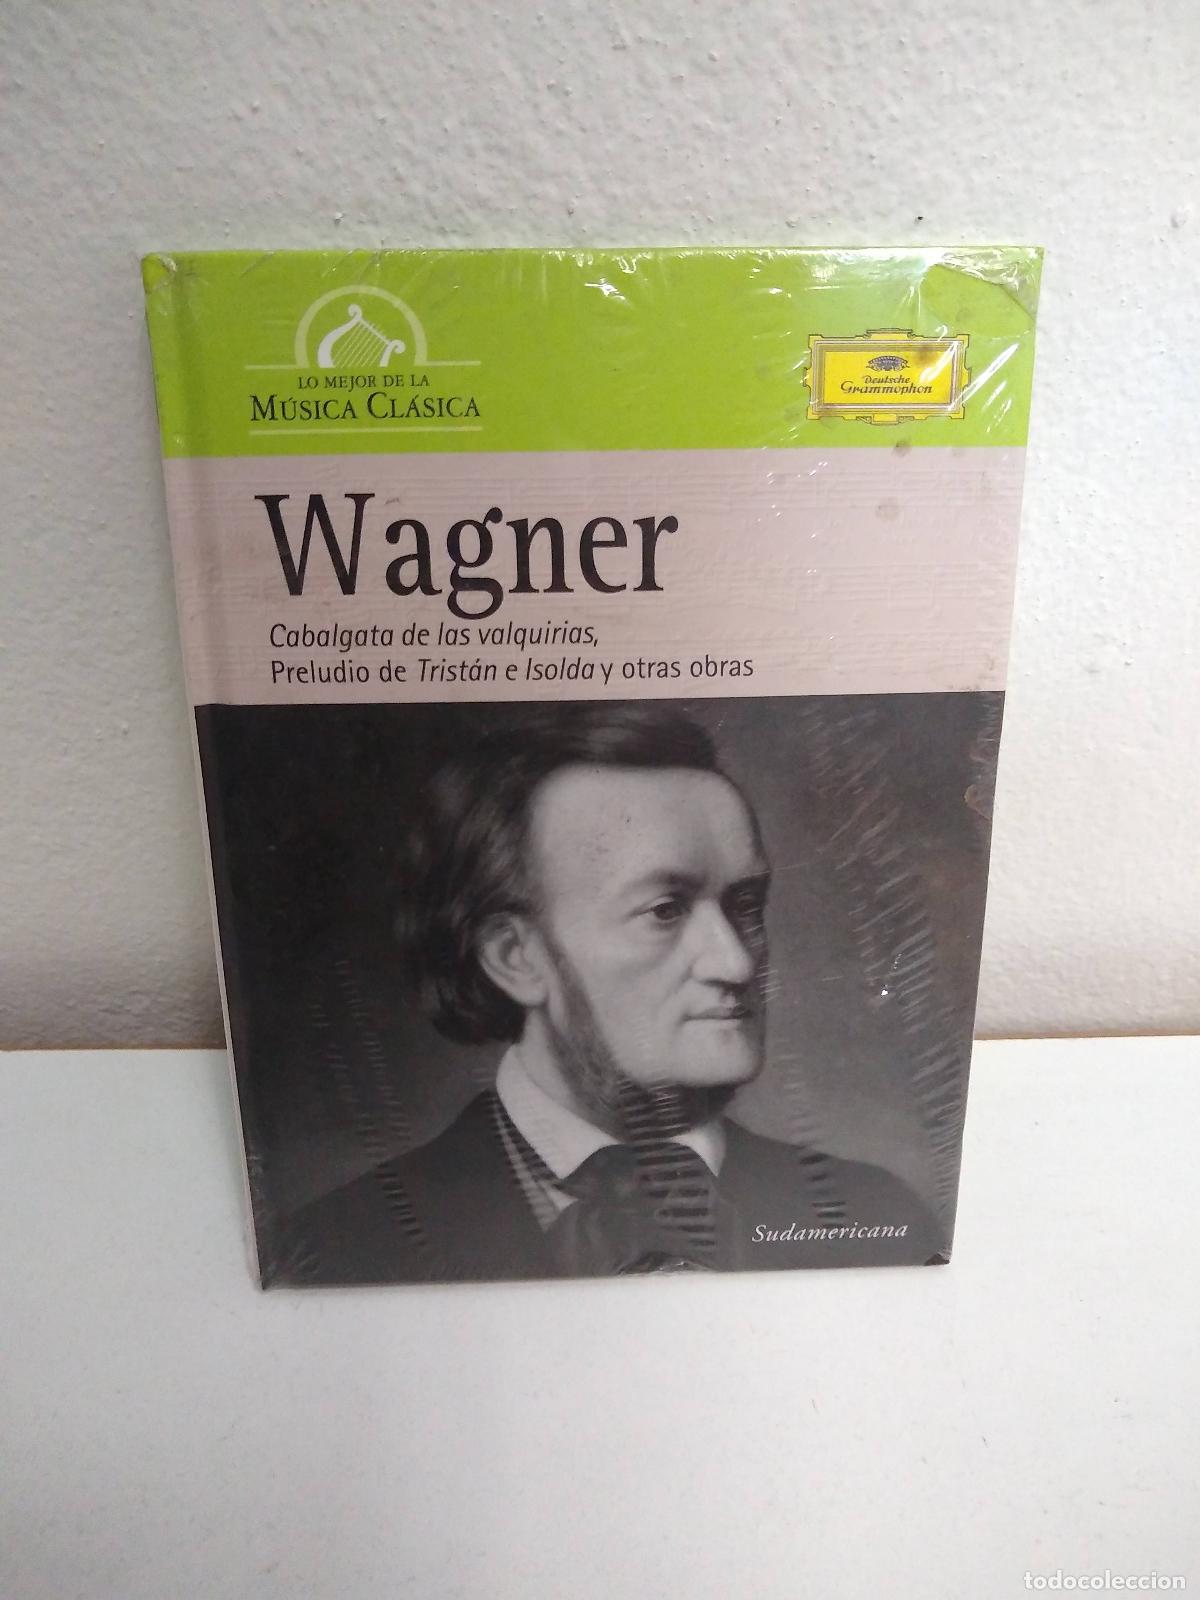 LO MEJOR DE LA
MÚSICA CLÁSICA
Deutsche
Grammophon
Wagner
Cabalgata de las valquirias,
Preludio de Tristán e Isolda y otras obras
Sudamericana
todocoleccion